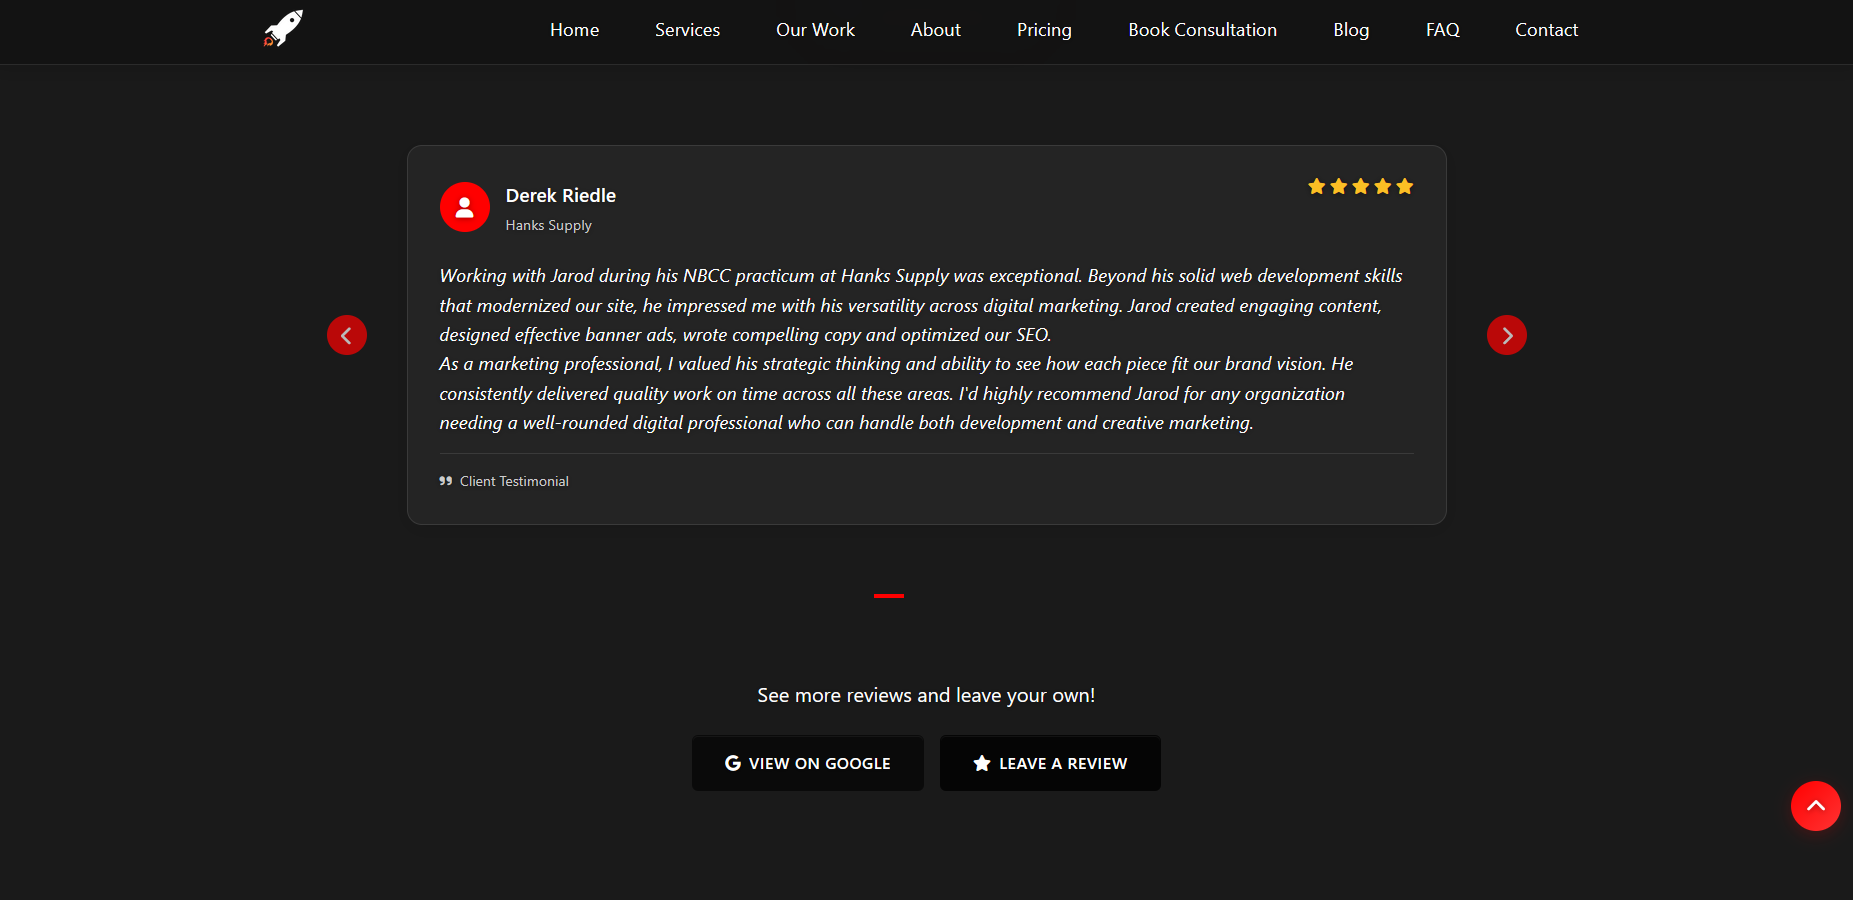 Home Services Our Work About Pricing Book Consultation Blog FAQ Contact
Derek Riedle
Hanks Supply
Working with Jarod during his NBCC practicum at Hanks Supply was exceptional. Beyond his solid web development skills
that modernized our site, he impressed me with his versatility across digital marketing. Jarod created engaging content,
designed effective banner ads, wrote compelling copy and optimized our SEO.
As a marketing professional, I valued his strategic thinking and ability to see how each piece fit our brand vision. He
consistently delivered quality work on time across all these areas. I'd highly recommend Jarod for any organization
needing a well-rounded digital professional who can handle both development and creative marketing.
Client Testimonial
See more reviews and leave your own!
VIEW ON GOOGLE
LEAVE A REVIEW